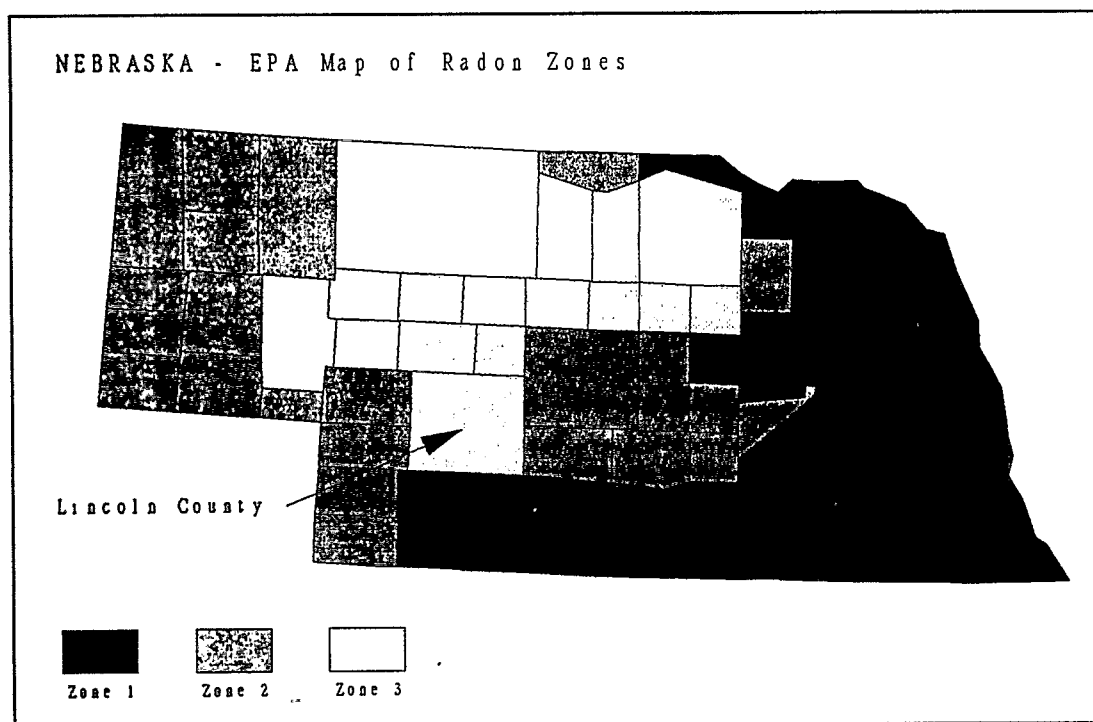 NEBRASKA - EPA Map of Radon Zones
Lincoln County
Zone 1
Zone 2
Zone 3